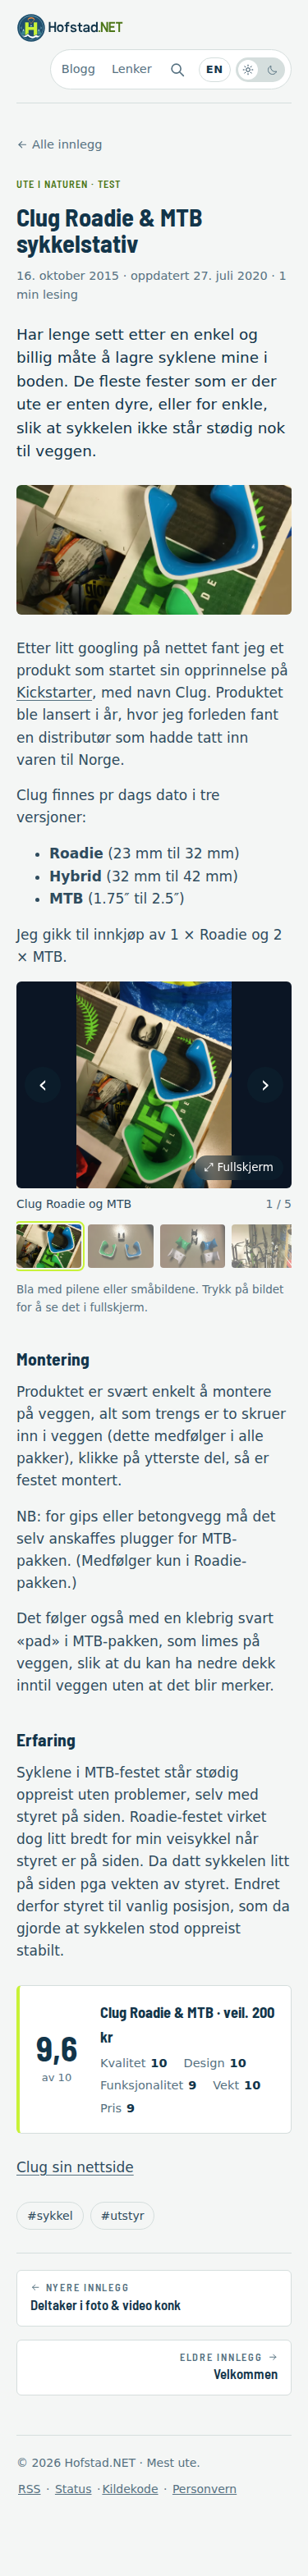 Hofstad.NET
Blogg Lenker EN
← Alle innlegg
UTE I NATUREN · TEST
Clug Roadie & MTB
sykkelstativ
16. oktober 2015 · oppdatert 27. juli 2020 · 1
min lesing
Har lenge sett etter en enkel og
billig måte å lagre syklene mine i
boden. De fleste fester som er der
ute er enten dyre, eller for enkle,
slik at sykkelen ikke står stødig nok
til veggen.
Etter litt googling på nettet fant jeg et
produkt som startet sin opprinnelse på
Kickstarter, med navn Clug. Produktet
ble lansert i år, hvor jeg forleden fant
en distributør som hadde tatt inn
varen til Norge.
Clug finnes pr dags dato i tre
versjoner:
• Roadie (23 mm til 32 mm)
• Hybrid (32 mm til 42 mm)
• MTB (1.75″ til 2.5″)
Jeg gikk til innkjøp av 1 × Roadie og 2
× MTB.
‹ ›
⤢ Fullskjerm
Clug Roadie og MTB 1 / 5
Bla med pilene eller småbildene. Trykk på bildet
for å se det i fullskjerm.
Montering
Produktet er svært enkelt å montere
på veggen, alt som trengs er to skruer
inn i veggen (dette medfølger i alle
pakker), klikke på ytterste del, så er
festet montert.
NB: for gips eller betongvegg må det
selv anskaffes plugger for MTB-
pakken. (Medfølger kun i Roadie-
pakken.)
Det følger også med en klebrig svart
«pad» i MTB-pakken, som limes på
veggen, slik at du kan ha nedre dekk
inntil veggen uten at det blir merker.
Erfaring
Syklene i MTB-festet står stødig
oppreist uten problemer, selv med
styret på siden. Roadie-festet virket
dog litt bredt for min veisykkel når
styret er på siden. Da datt sykkelen litt
på siden pga vekten av styret. Endret
derfor styret til vanlig posisjon, som da
gjorde at sykkelen stod oppreist
stabilt.
9,6
av 10
Clug Roadie & MTB · veil. 200
kr
Kvalitet 10 Design 10
Funksjonalitet 9 Vekt 10
Pris 9
Clug sin nettside
#sykkel #utstyr
← NYERE INNLEGG
Deltaker i foto & video konk
ELDRE INNLEGG →
Velkommen
© 2026 Hofstad.NET · Mest ute.
RSS · Status · Kildekode · Personvern